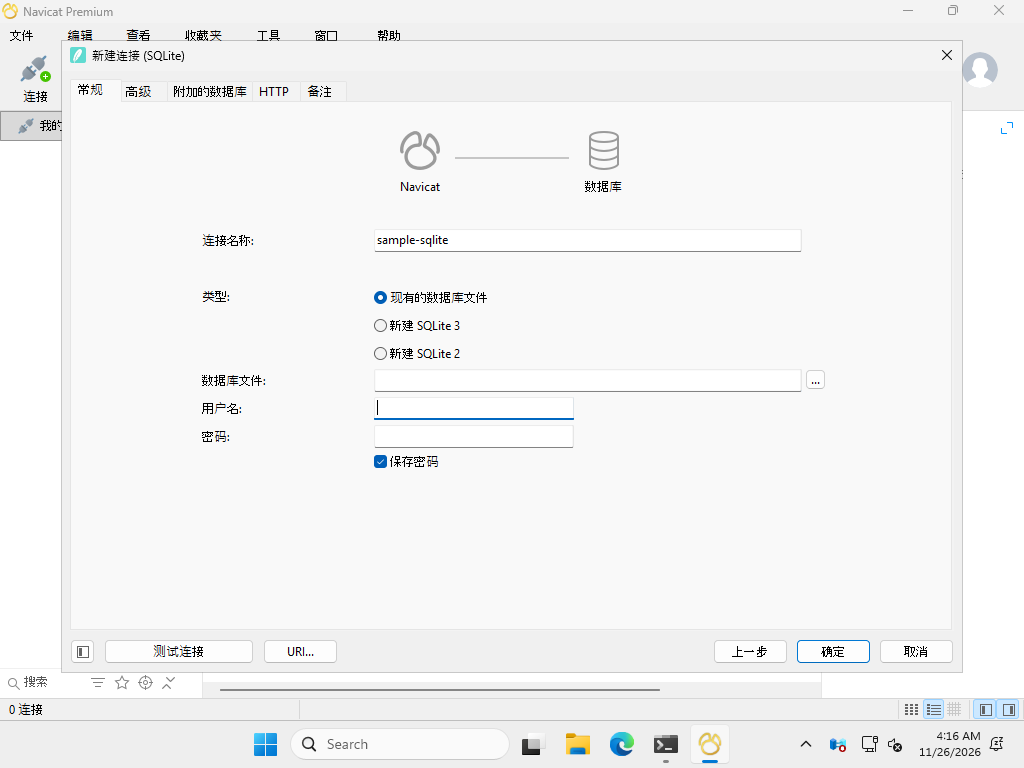 Navicat Premium
文件 编辑 查看 收藏夹 工具 窗口 帮助
新建连接 (SQLite)
连接
我的
常规 高级 附加的数据库 HTTP 备注
Navicat 数据库
连接名称: sample-sqlite
类型: 现有的数据库文件
新建 SQLite 3
新建 SQLite 2
数据库文件: ...
用户名:
密码:
保存密码
测试连接 URI... 上一步 确定 取消
搜索
0 连接
Search
4:16 AM
11/26/2026